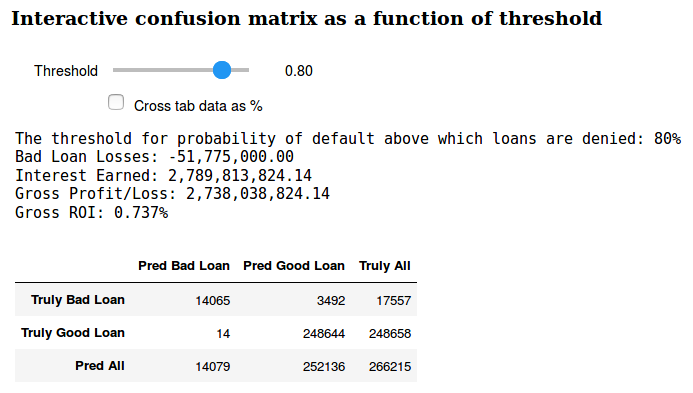 Interactive confusion matrix as a function of threshold
Threshold 0.80
Cross tab data as %
The threshold for probability of default above which loans are denied: 80%
Bad Loan Losses: -51,775,000.00
Interest Earned: 2,789,813,824.14
Gross Profit/Loss: 2,738,038,824.14
Gross ROI: 0.737%
Pred Bad Loan Pred Good Loan Truly All
Truly Bad Loan 14065 3492 17557
Truly Good Loan 14 248644 248658
Pred All 14079 252136 266215